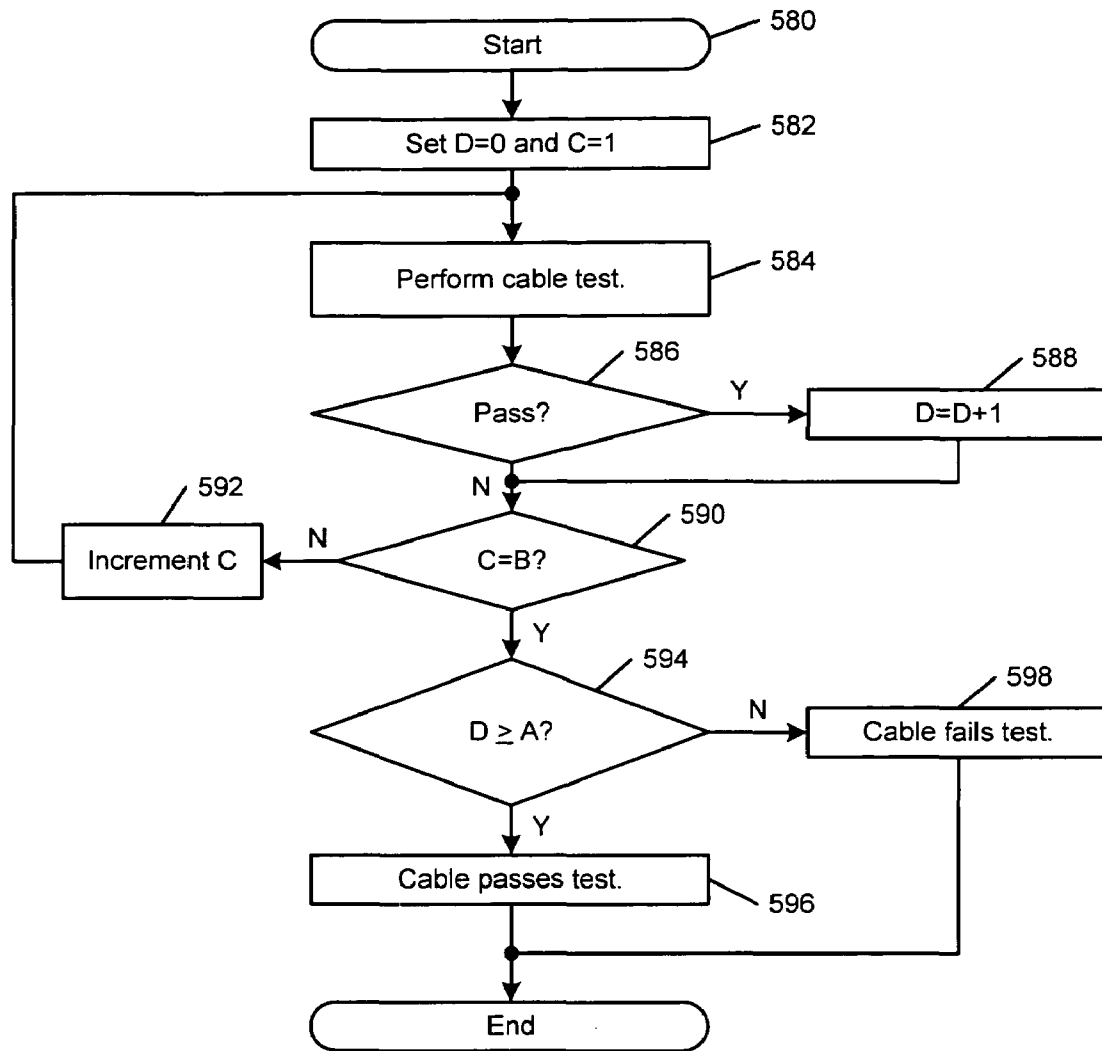 Start
580
Set D=0 and C=1
582
Perform cable test.
584
586
Pass?
Y
588
D=D+1
N
592
Increment C
N
590
C=B?
Y
594
D ≥ A?
N
598
Cable fails test.
Y
Cable passes test.
596
End